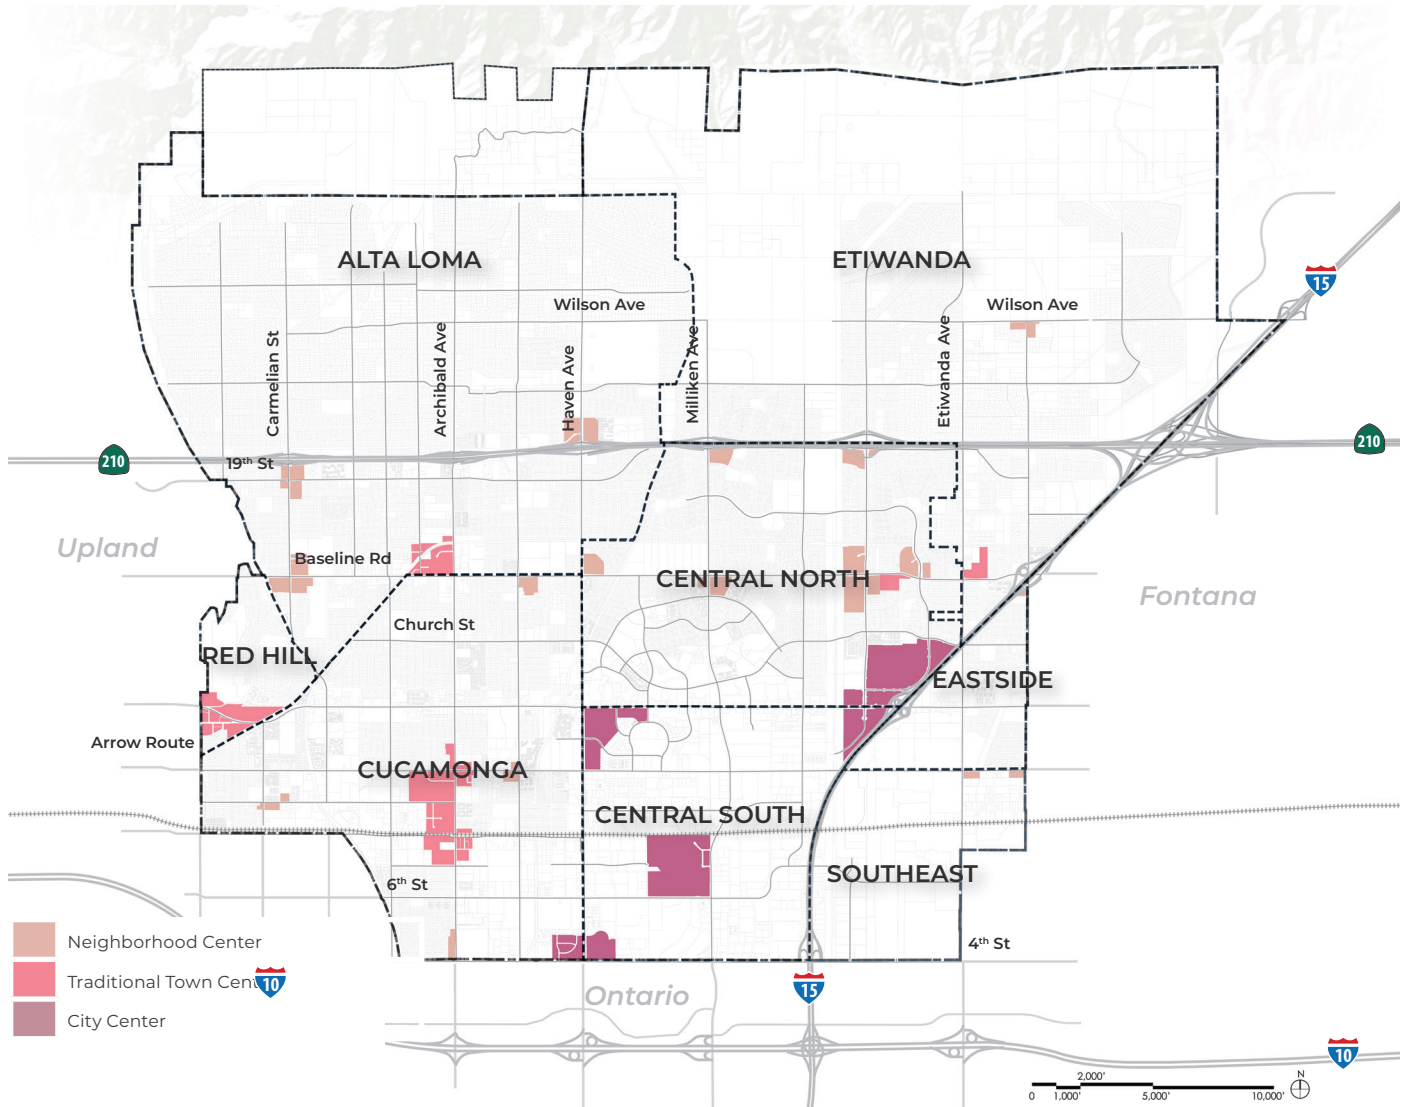 ALTA LOMA
ETIWANDA
15
Wilson Ave
Wilson Ave
Carmelian St
Archibald Ave
Haven Ave
Milliken Ave
Etiwanda Ave
210
19th St
210
Upland
Baseline Rd
CENTRAL NORTH
Fontana
Church St
RED HILL
EASTSIDE
Arrow Route
CUCAMONGA
CENTRAL SOUTH
SOUTHEAST
6th St
4th St
Neighborhood Center
Traditional Town Cent
10
City Center
Ontario
15
10
2,000'
0 1,000' 5,000' 10,000'
N